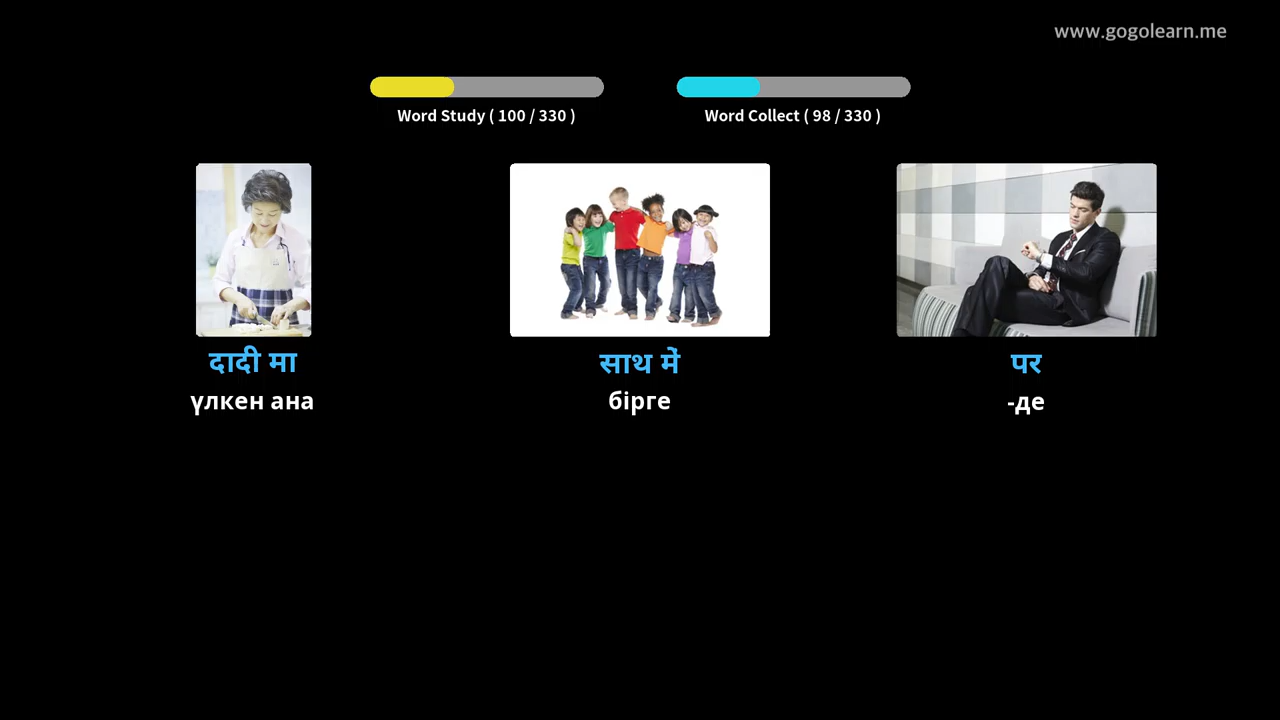 www.gogolearn.me
Word Study ( 100 / 330 )
Word Collect ( 98 / 330 )
दादी मा
साथ में
पर
үлкен ана
бірге
-де